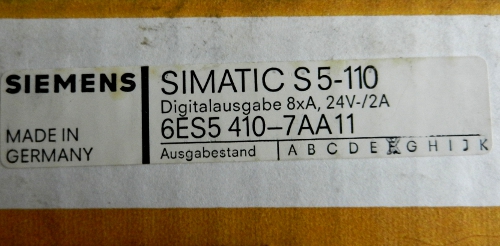 SIEMENS
SIMATIC S5-110
Digitalausgabe 8xA, 24V-/2A
6ES5 410-7AA11
MADE IN
GERMANY
Ausgabestand A B C D E F G H I J K